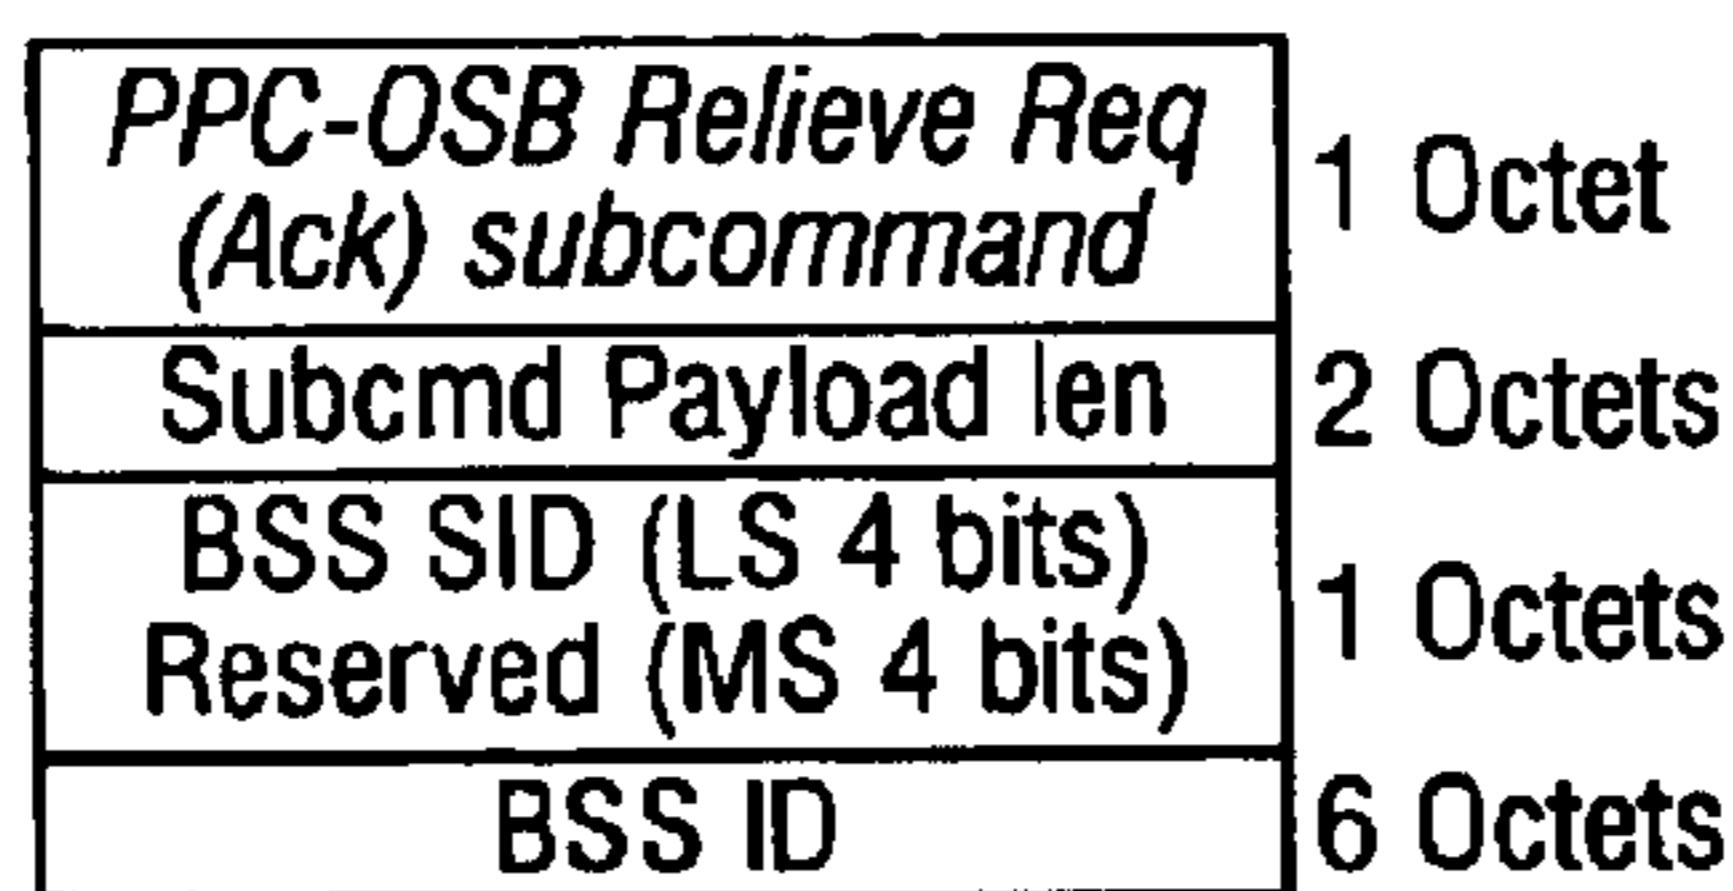 PPC-OSB Relieve Req
(Ack) subcommand
1 Octet
Subcmd Payload len
2 Octets
BSS SID (LS 4 bits)
Reserved (MS 4 bits)
1 Octets
BSS ID
6 Octets